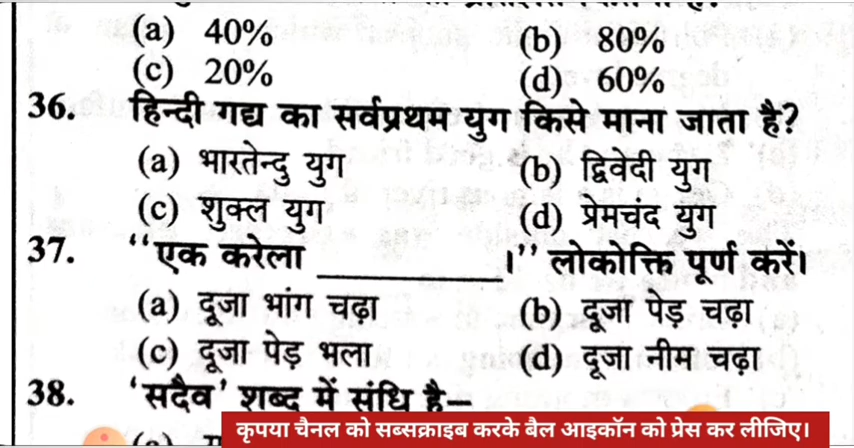 (a) 40% (b) 80%
(c) 20% (d) 60%
36. हिन्दी गद्य का सर्वप्रथम युग किसे माना जाता है?
(a) भारतेन्दु युग (b) द्विवेदी युग
(c) शुक्ल युग (d) प्रेमचंद युग
37. “एक करेला ________।” लोकोक्ति पूर्ण करें।
(a) दूजा भांग चढ़ा (b) दूजा पेड़ चढ़ा
(c) दूजा पेड़ भला (d) दूजा नीम चढ़ा
38. ‘सदैव’ शब्द में संधि है—
कृपया चैनल को सब्सक्राइब करके बैल आइकॉन को प्रेस कर लीजिए।